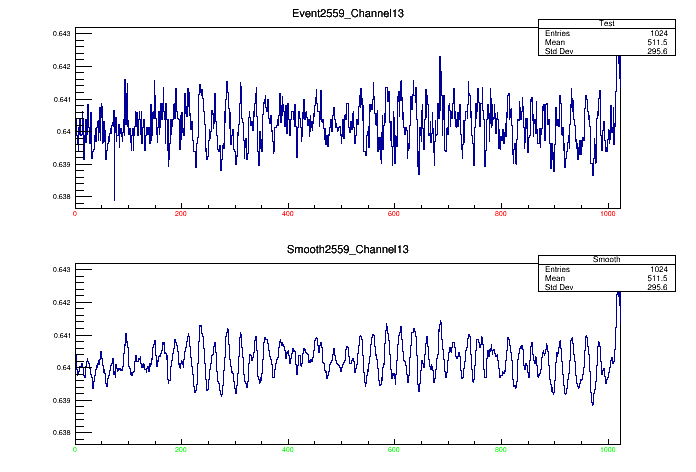 Event2559_Channel13
Test
Entries 1024
Mean 511.5
Std Dev 295.6
0.643
0.642
0.641
0.64
0.639
0.638
0 200 400 600 800 1000
Smooth2559_Channel13
Smooth
Entries 1024
Mean 511.5
Std Dev 295.6
0.643
0.642
0.641
0.64
0.639
0.638
0 200 400 600 800 1000